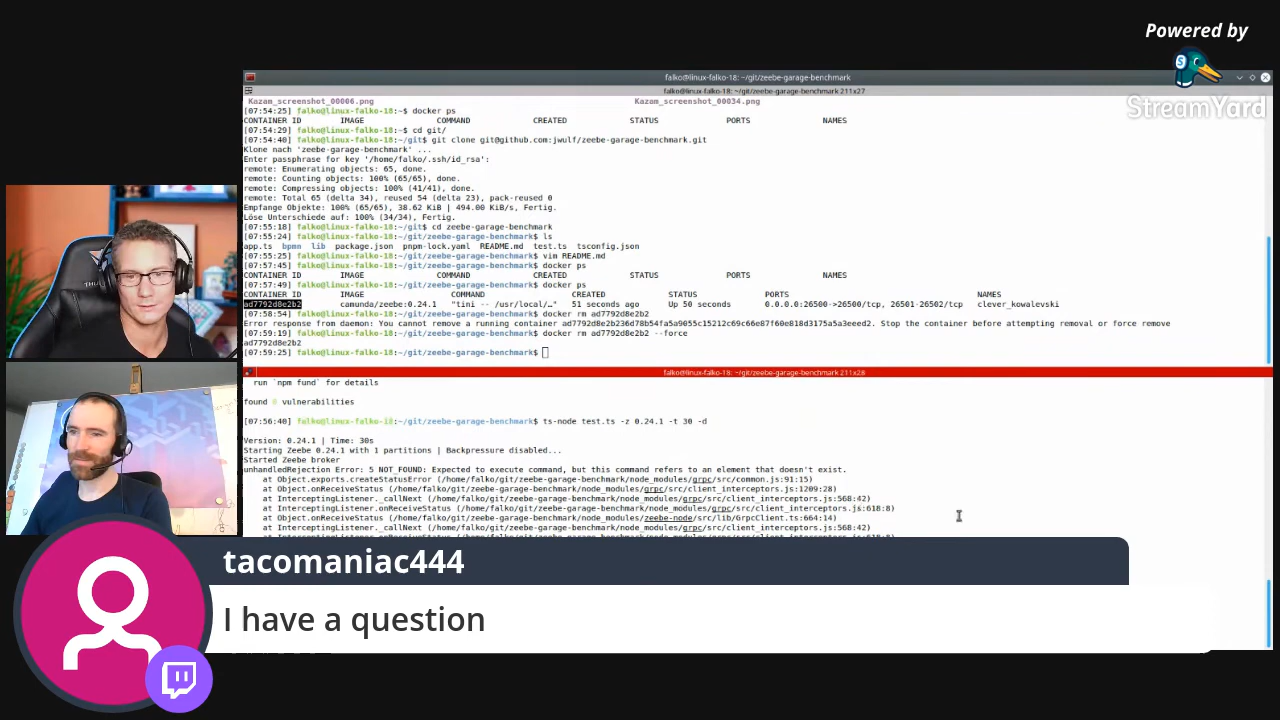 Powered by
StreamYard
falko@linux-falko-18: ~/git/zeebe-garage-benchmark
falko@linux-falko-18: ~/git/zeebe-garage-benchmark 211x27
Kazam_screenshot_00006.png Kazam_screenshot_00034.png
[07:54:25] falko@linux-falko-18:~$ docker ps
CONTAINER ID IMAGE COMMAND CREATED STATUS PORTS NAMES
[07:54:29] falko@linux-falko-18:~$ cd git/
[07:54:40] falko@linux-falko-18:~/git$ git clone git@github.com:jwulf/zeebe-garage-benchmark.git
Klone nach 'zeebe-garage-benchmark' ...
Enter passphrase for key '/home/falko/.ssh/id_rsa':
remote: Enumerating objects: 65, done.
remote: Counting objects: 100% (65/65), done.
remote: Compressing objects: 100% (41/41), done.
remote: Total 65 (delta 34), reused 54 (delta 23), pack-reused 0
Empfange Objekte: 100% (65/65), 38.62 KiB | 494.00 KiB/s, Fertig.
Löse Unterschiede auf: 100% (34/34), Fertig.
[07:55:18] falko@linux-falko-18:~/git$ cd zeebe-garage-benchmark
[07:55:24] falko@linux-falko-18:~/git/zeebe-garage-benchmark$ ls
app.ts bpmn lib package.json pnpm-lock.yaml README.md test.ts tsconfig.json
[07:55:25] falko@linux-falko-18:~/git/zeebe-garage-benchmark$ vim README.md
[07:57:45] falko@linux-falko-18:~/git/zeebe-garage-benchmark$ docker ps
CONTAINER ID IMAGE COMMAND CREATED STATUS PORTS NAMES
[07:57:49] falko@linux-falko-18:~/git/zeebe-garage-benchmark$ docker ps
CONTAINER ID IMAGE COMMAND CREATED STATUS PORTS NAMES
ad7792d8e2b2 camunda/zeebe:0.24.1 "tini -- /usr/local/…" 51 seconds ago Up 50 seconds 0.0.0.0:26500->26500/tcp, 26501-26502/tcp clever_kowalevski
[07:58:54] falko@linux-falko-18:~/git/zeebe-garage-benchmark$ docker rm ad7792d8e2b2
Error response from daemon: You cannot remove a running container ad7792d8e2b236d78b54fa5a9055c15212c69c66e87f60e818d3175a5a3eeed2. Stop the container before attempting removal or force remove
[07:59:19] falko@linux-falko-18:~/git/zeebe-garage-benchmark$ docker rm ad7792d8e2b2 --force
ad7792d8e2b2
[07:59:25] falko@linux-falko-18:~/git/zeebe-garage-benchmark$
falko@linux-falko-18: ~/git/zeebe-garage-benchmark 211x28
run `npm fund` for details
found 0 vulnerabilities
[07:56:40] falko@linux-falko-18:~/git/zeebe-garage-benchmark$ ts-node test.ts -z 0.24.1 -t 30 -d
Version: 0.24.1 | Time: 30s
Starting Zeebe 0.24.1 with 1 partitions | Backpressure disabled...
Started Zeebe broker
unhandledRejection Error: 5 NOT_FOUND: Expected to execute command, but this command refers to an element that doesn't exist.
at Object.exports.createStatusError (/home/falko/git/zeebe-garage-benchmark/node_modules/grpc/src/common.js:91:15)
at Object.onReceiveStatus (/home/falko/git/zeebe-garage-benchmark/node_modules/grpc/src/client_interceptors.js:1209:28)
at InterceptingListener._callNext (/home/falko/git/zeebe-garage-benchmark/node_modules/grpc/src/client_interceptors.js:568:42)
at InterceptingListener.onReceiveStatus (/home/falko/git/zeebe-garage-benchmark/node_modules/grpc/src/client_interceptors.js:618:8)
at Object.onReceiveStatus (/home/falko/git/zeebe-garage-benchmark/node_modules/zeebe-node/src/lib/GrpcClient.ts:664:14)
at InterceptingListener._callNext (/home/falko/git/zeebe-garage-benchmark/node_modules/grpc/src/client_interceptors.js:568:42)
tacomaniac444
I have a question